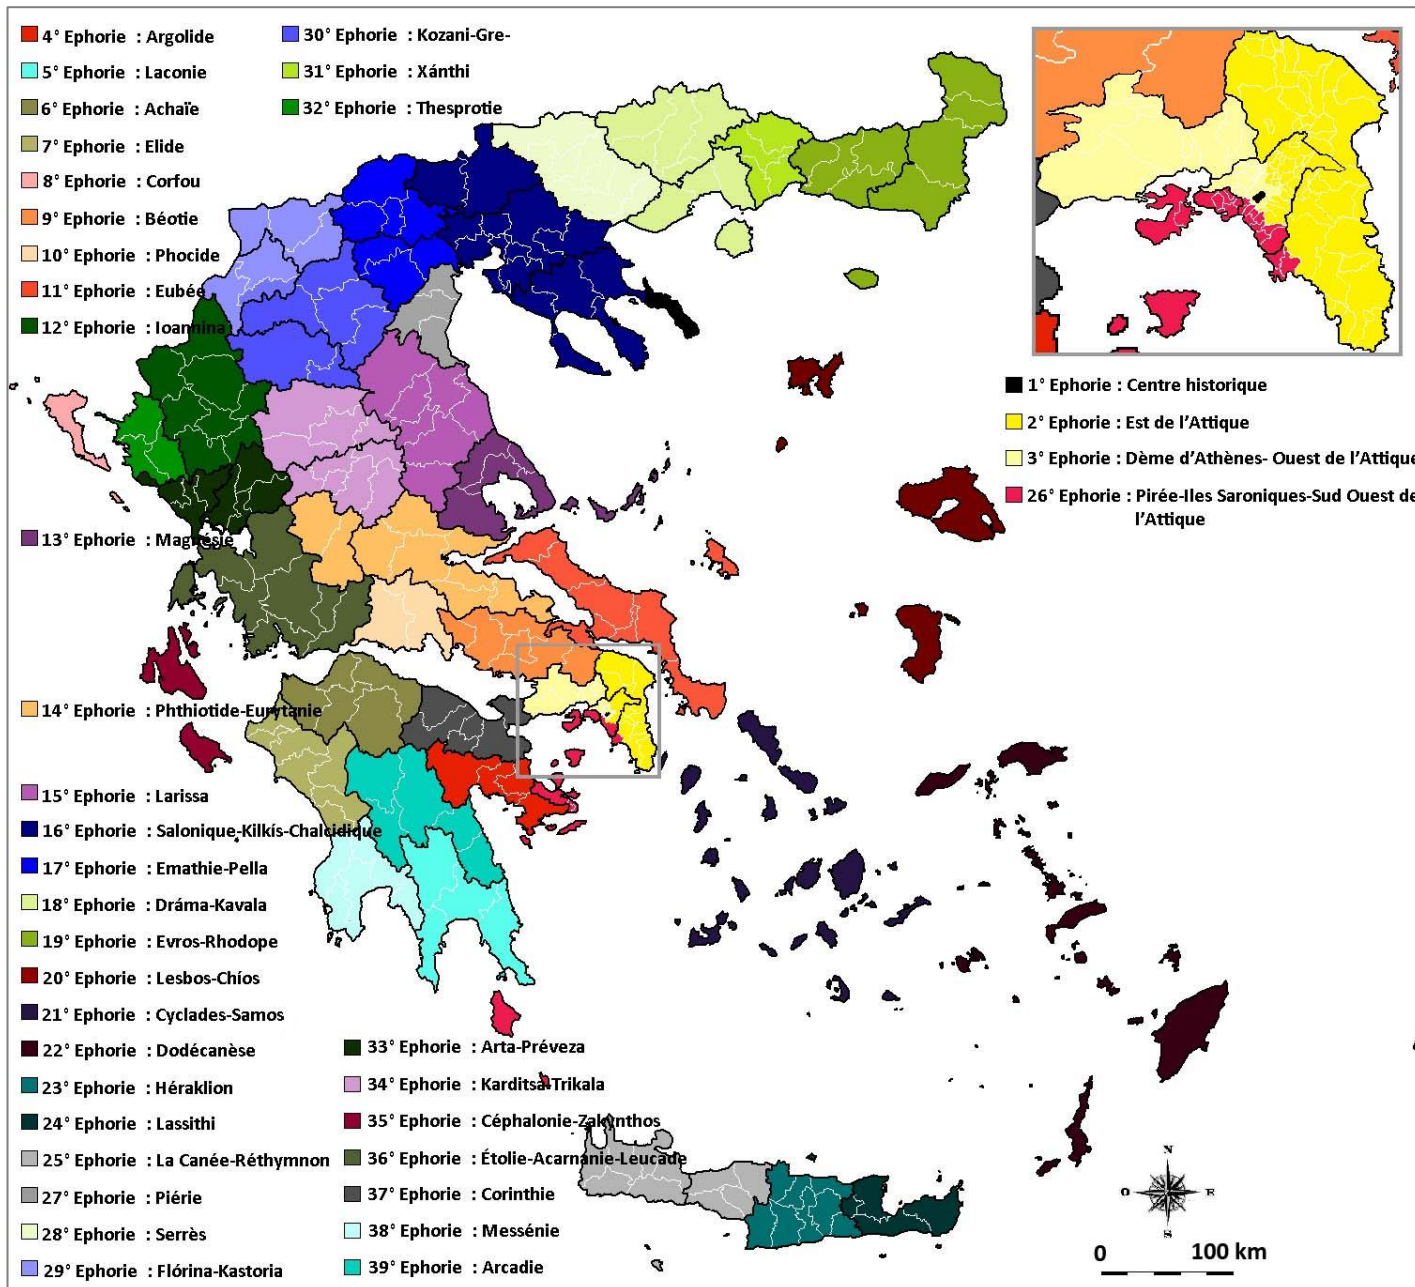 4° Ephorie : Argolide
5° Ephorie : Laconie
6° Ephorie : Achaïe
7° Ephorie : Elide
8° Ephorie : Corfou
9° Ephorie : Béotie
10° Ephorie : Phocide
11° Ephorie : Eubée
12° Ephorie : Ioannina
13° Ephorie : Magnésie
14° Ephorie : Phthiotide-Eurytanie
15° Ephorie : Larissa
16° Ephorie : Salonique-Kilkís-Chalcidique
17° Ephorie : Emathie-Pella
18° Ephorie : Dráma-Kavala
19° Ephorie : Evros-Rhodope
20° Ephorie : Lesbos-Chíos
21° Ephorie : Cyclades-Samos
22° Ephorie : Dodécanèse
23° Ephorie : Héraklion
24° Ephorie : Lassithi
25° Ephorie : La Canée-Réthymnon
27° Ephorie : Piérie
28° Ephorie : Serrès
29° Ephorie : Flórina-Kastoria
30° Ephorie : Kozani-Gre-
31° Ephorie : Xánthi
32° Ephorie : Thesprotie
33° Ephorie : Arta-Préveza
34° Ephorie : Karditsa-Trikala
35° Ephorie : Céphalonie-Zakynthos
36° Ephorie : Étolie-Acarnanie-Leucade
37° Ephorie : Corinthie
38° Ephorie : Messénie
39° Ephorie : Arcadie
1° Ephorie : Centre historique
2° Ephorie : Est de l'Attique
3° Ephorie : Dème d'Athènes- Ouest de l'Attique
26° Ephorie : Pirée-Iles Saroniques-Sud Ouest de
l'Attique
N
O E
S
0 100 km